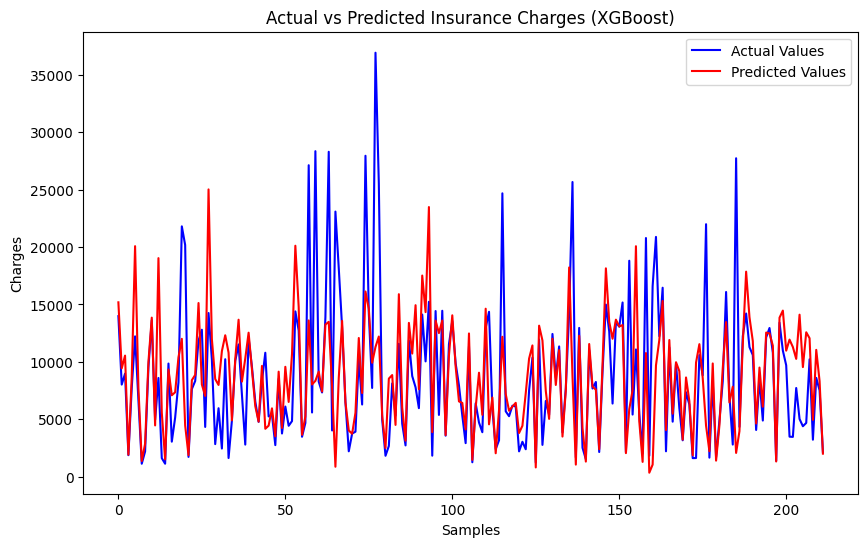 Actual vs Predicted Insurance Charges (XGBoost)
Actual Values
Predicted Values
35000
30000
25000
20000
15000
10000
5000
0
Charges
0 50 100 150 200
Samples